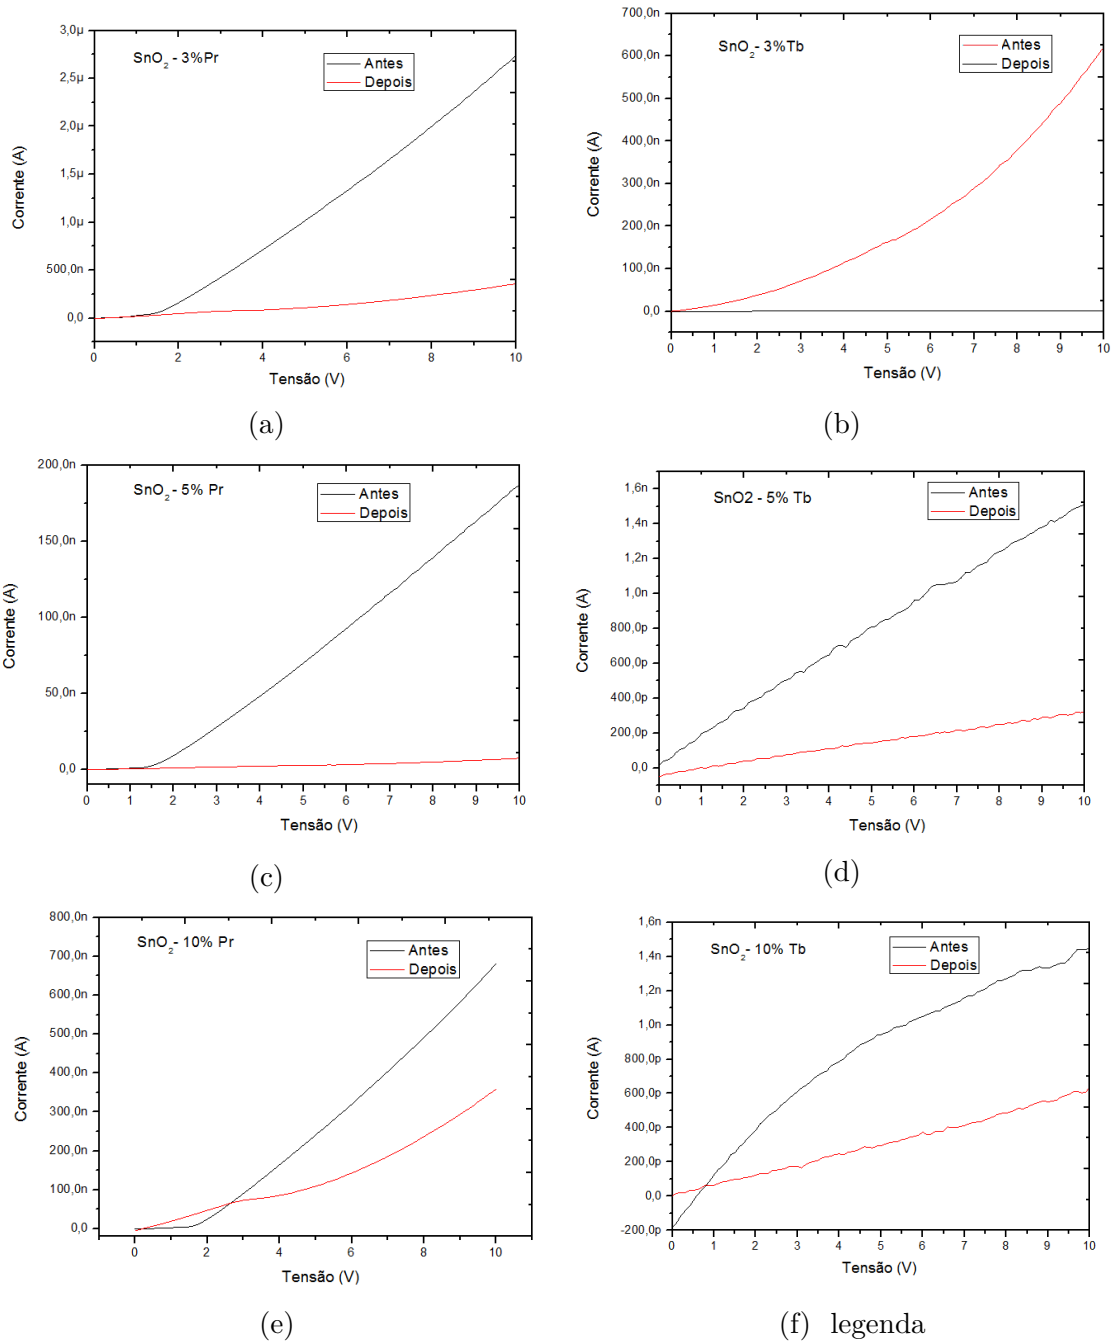 SnO2 - 3%Pr
Antes
Depois
Corrente (A)
3,0µ
2,5µ
2,0µ
1,5µ
1,0µ
500,0n
0,0
0 2 4 6 8 10
Tensão (V)
(a)
SnO2 - 3%Tb
Antes
Depois
Corrente (A)
700,0n
600,0n
500,0n
400,0n
300,0n
200,0n
100,0n
0,0
0 1 2 3 4 5 6 7 8 9 10
Tensão (V)
(b)
SnO2 - 5% Pr
Antes
Depois
Corrente (A)
200,0n
150,0n
100,0n
50,0n
0,0
0 1 2 3 4 5 6 7 8 9 10
Tensão (V)
(c)
SnO2 - 5% Tb
Antes
Depois
Corrente (A)
1,6n
1,4n
1,2n
1,0n
800,0p
600,0p
400,0p
200,0p
0,0
0 1 2 3 4 5 6 7 8 9 10
Tensão (V)
(d)
SnO2 - 10% Pr
Antes
Depois
Corrente (A)
800,0n
700,0n
600,0n
500,0n
400,0n
300,0n
200,0n
100,0n
0,0
0 2 4 6 8 10
Tensão (V)
(e)
SnO2 - 10% Tb
Antes
Depois
Corrente (A)
1,6n
1,4n
1,2n
1,0n
800,0p
600,0p
400,0p
200,0p
0,0
-200,0p
0 1 2 3 4 5 6 7 8 9 10
Tensão (V)
(f) legenda